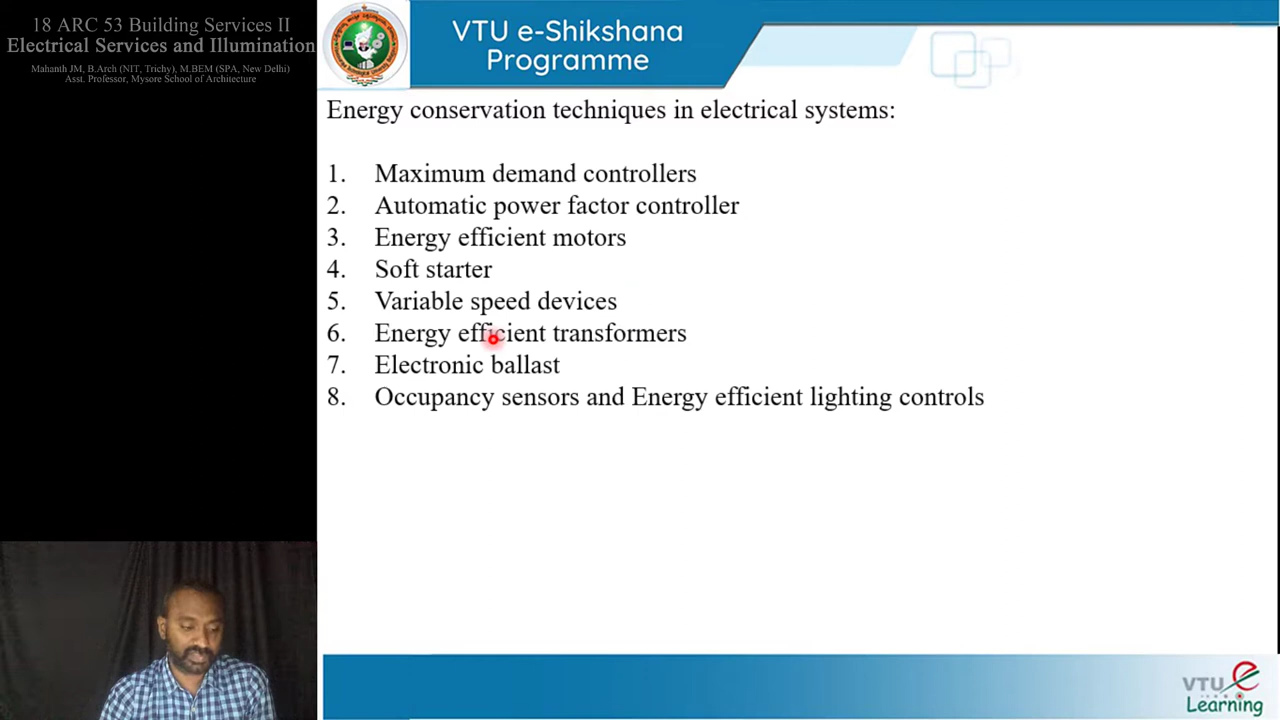 18 ARC 53 Building Services II
Electrical Services and Illumination
Mahanth JM, B.Arch (NIT, Trichy), M.BEM (SPA, New Delhi)
Asst. Professor, Mysore School of Architecture
VTU e-Shikshana
Programme
Energy conservation techniques in electrical systems:
1. Maximum demand controllers
2. Automatic power factor controller
3. Energy efficient motors
4. Soft starter
5. Variable speed devices
6. Energy efficient transformers
7. Electronic ballast
8. Occupancy sensors and Energy efficient lighting controls
VTU e
Learning